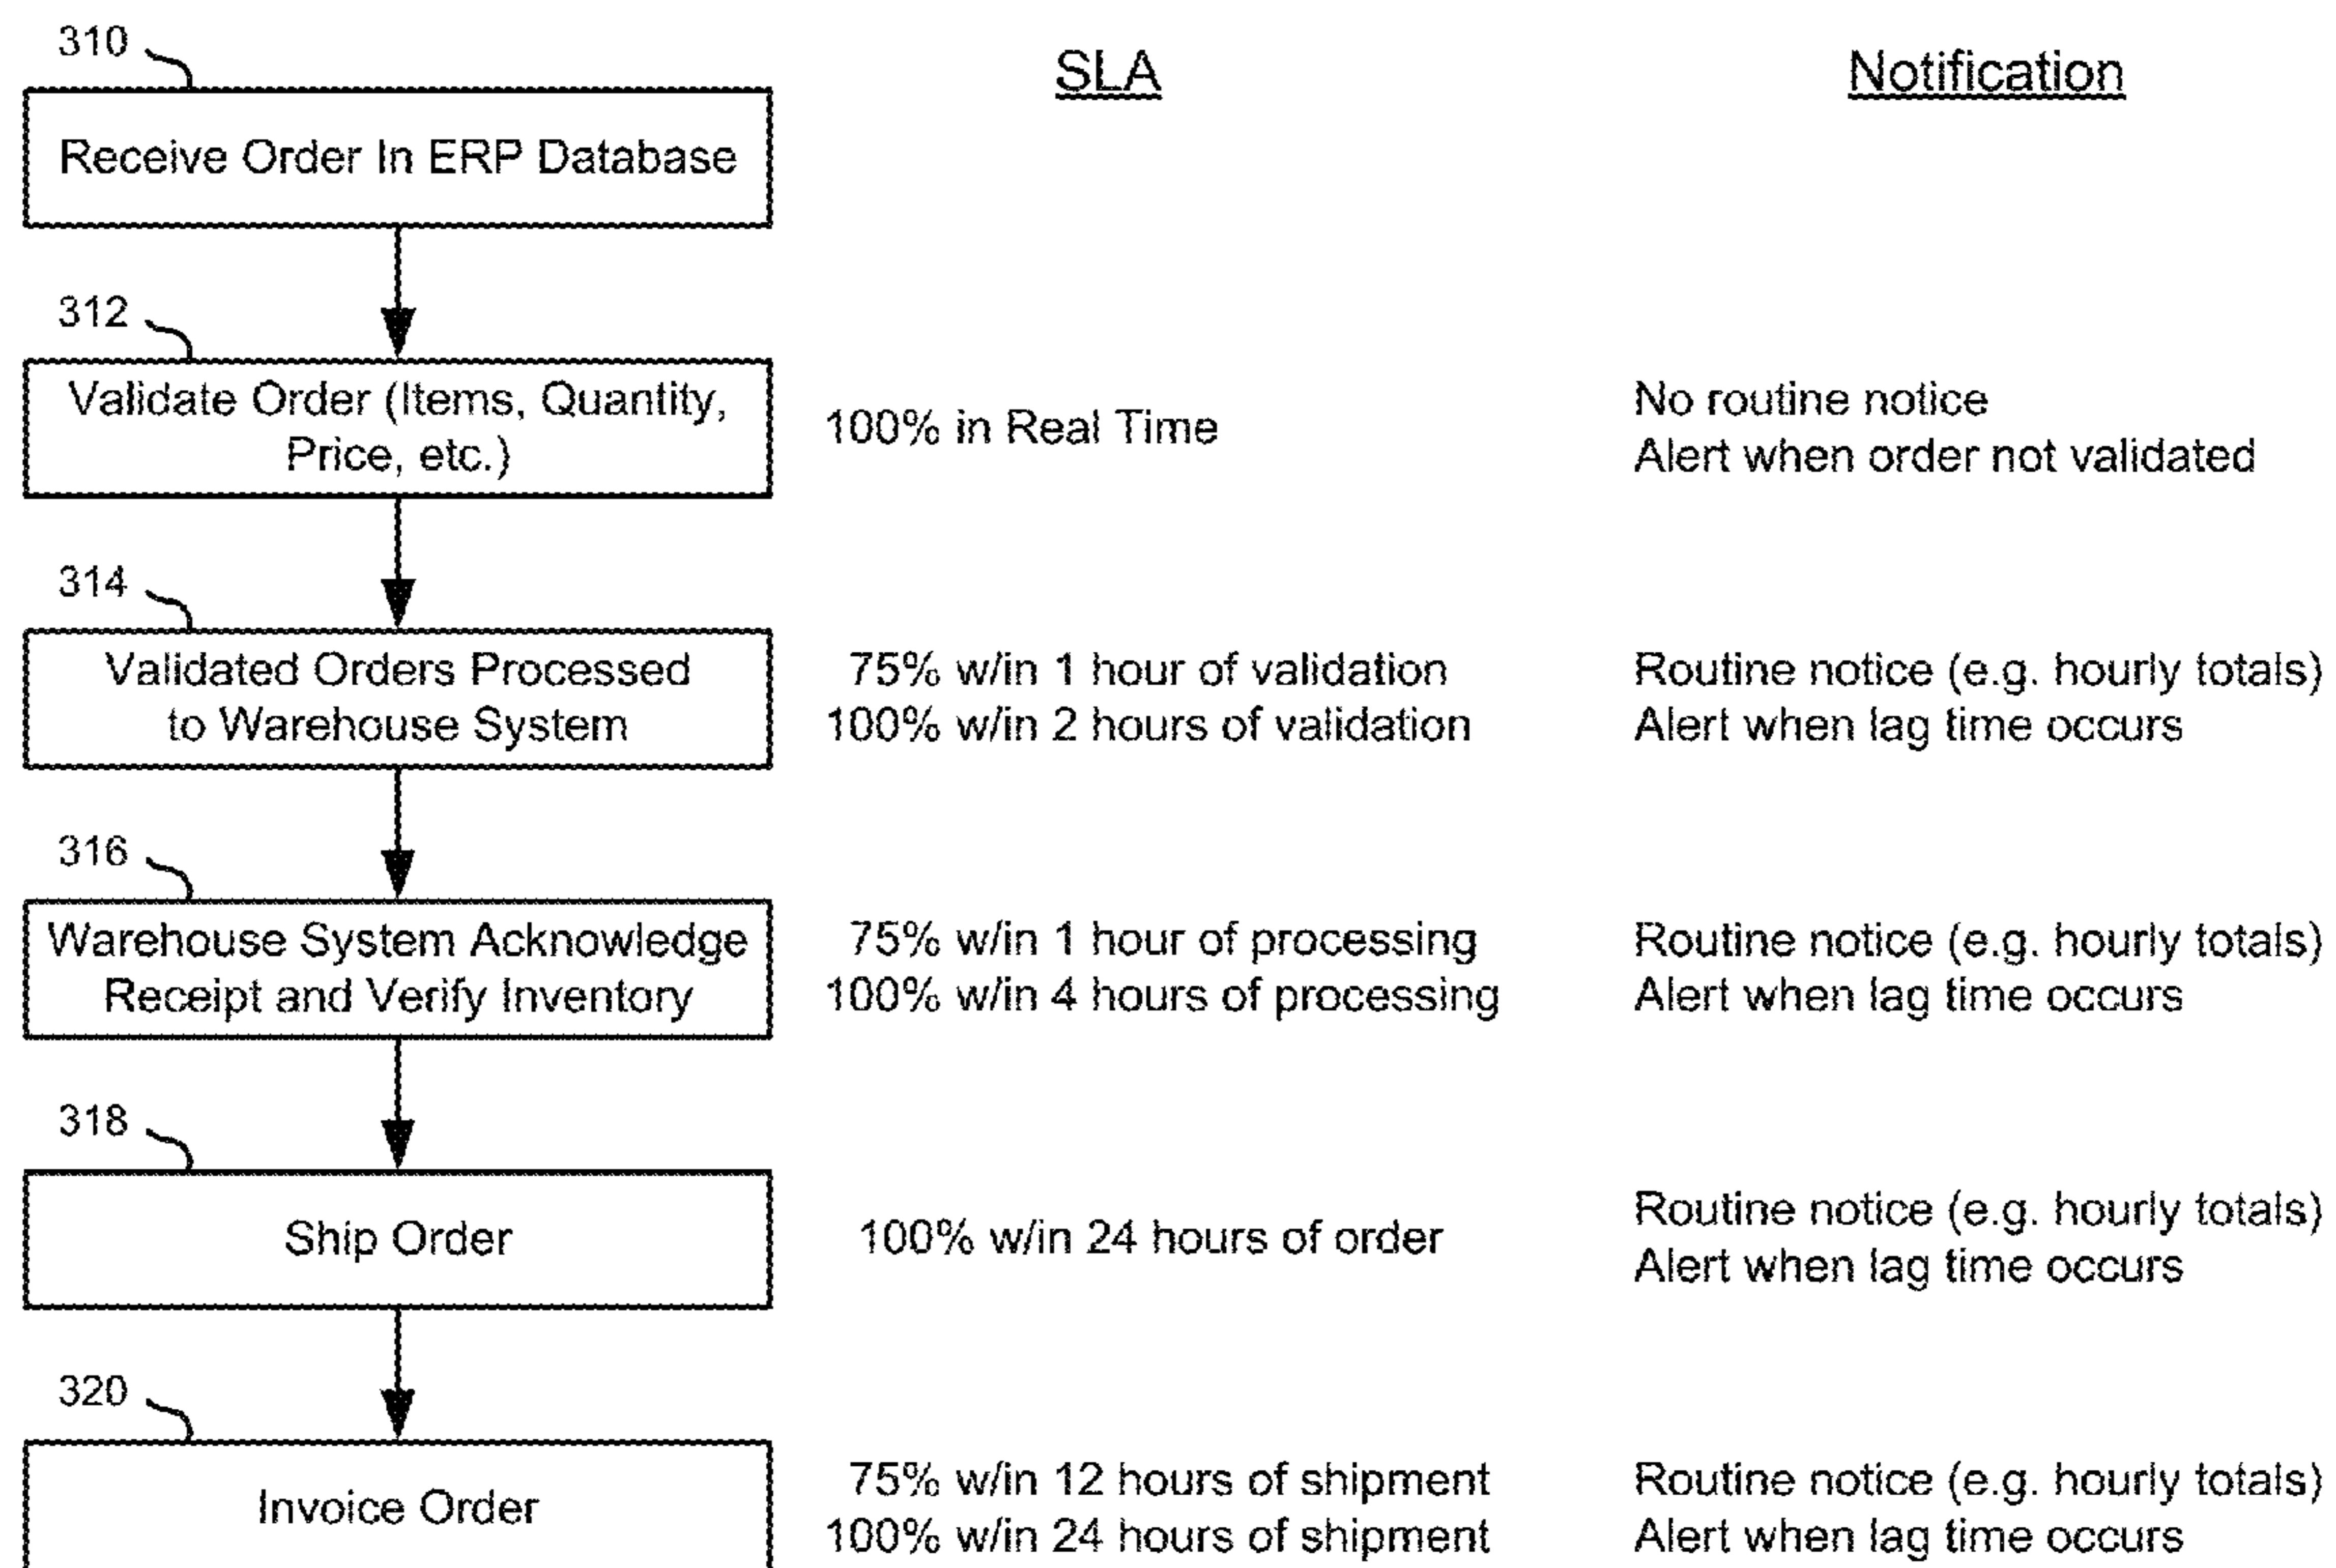 310
SLA
Notification
Receive Order In ERP Database
312
Validate Order (Items, Quantity,
Price, etc.)
100% in Real Time
No routine notice
Alert when order not validated
314
Validated Orders Processed
to Warehouse System
75% w/in 1 hour of validation
100% w/in 2 hours of validation
Routine notice (e.g. hourly totals)
Alert when lag time occurs
316
Warehouse System Acknowledge
Receipt and Verify Inventory
75% w/in 1 hour of processing
100% w/in 4 hours of processing
Routine notice (e.g. hourly totals)
Alert when lag time occurs
318
Ship Order
100% w/in 24 hours of order
Routine notice (e.g. hourly totals)
Alert when lag time occurs
320
Invoice Order
75% w/in 12 hours of shipment
100% w/in 24 hours of shipment
Routine notice (e.g. hourly totals)
Alert when lag time occurs